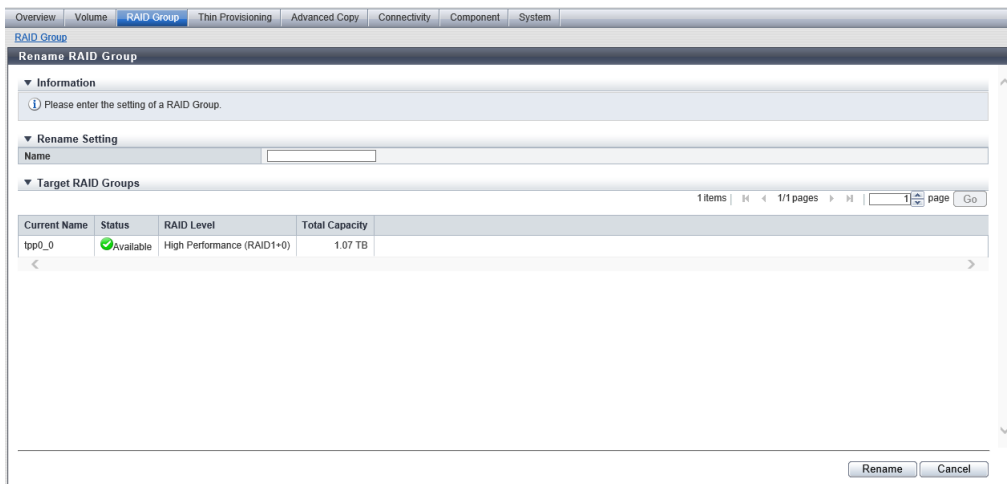 Overview Volume RAID Group Thin Provisioning Advanced Copy Connectivity Component System
RAID Group
Rename RAID Group
Information
Please enter the setting of a RAID Group.
Rename Setting
Name
Target RAID Groups
1 items 1/1 pages 1 page Go
Current Name Status RAID Level Total Capacity
tpp0_0 Available High Performance (RAID1+0) 1.07 TB
Rename Cancel